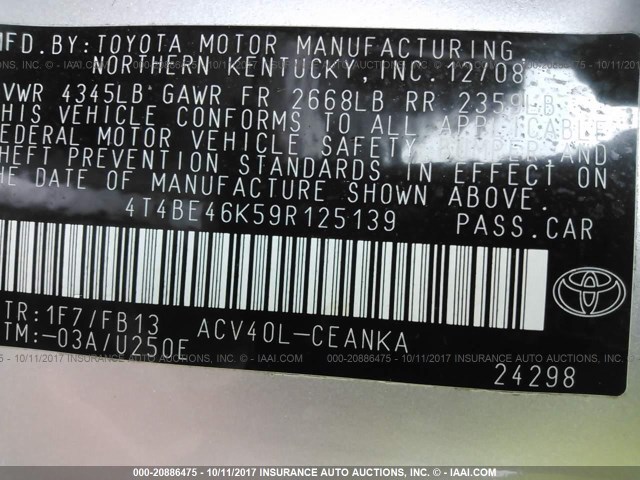 MFD. BY: TOYOTA MOTOR MANUFACTURING
NORTHERN KENTUCKY, INC. 12/08
VWR 4345LB GAWR FR 2668LB RR 2359LB
THIS VEHICLE CONFORMS TO ALL APPLICABLE
FEDERAL MOTOR VEHICLE SAFETY, BUMPER, AND
THEFT PREVENTION STANDARDS IN EFFECT ON
THE DATE OF MANUFACTURE SHOWN ABOVE.
4T4BE46K59R125139 PASS.CAR
TR:1F7/FB13 ACV40L-CEANKA
TM:-03A/U250E
24298
000-20886475 - 10/11/2017 INSURANCE AUTO AUCTIONS INC. (C) - IAAI.COM